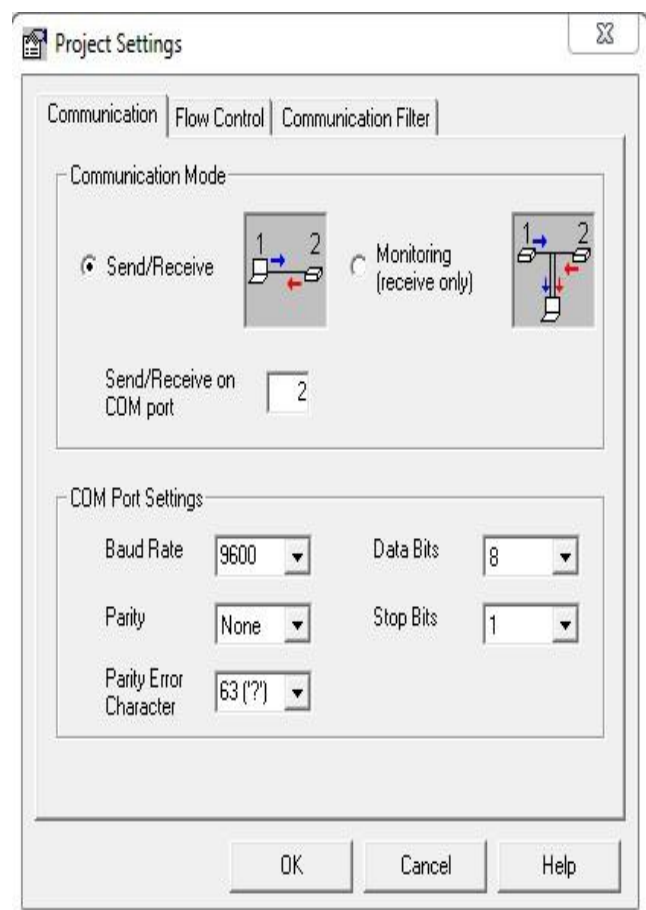 Project Settings
Communication Flow Control Communication Filter
Communication Mode
Send/Receive
1 2
Monitoring
(receive only)
1 2
Send/Receive on
COM port
2
COM Port Settings
Baud Rate 9600 Data Bits 8
Parity None Stop Bits 1
Parity Error
Character
63 ('?')
OK Cancel Help